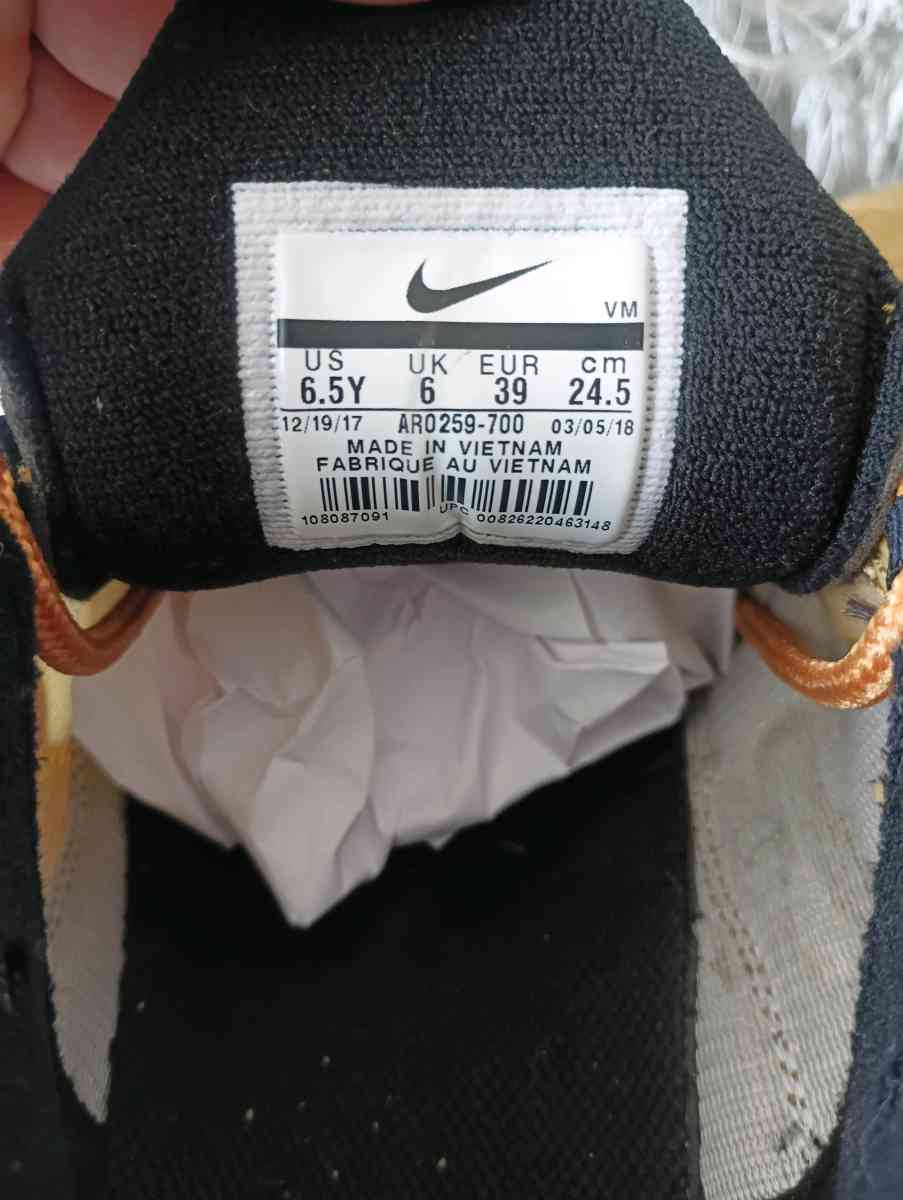 VM
US UK EUR cm
6.5Y 6 39 24.5
12/19/17 AR0259-700 03/05/18
MADE IN VIETNAM
FABRIQUE AU VIETNAM
108087091 UPC 00826220463148